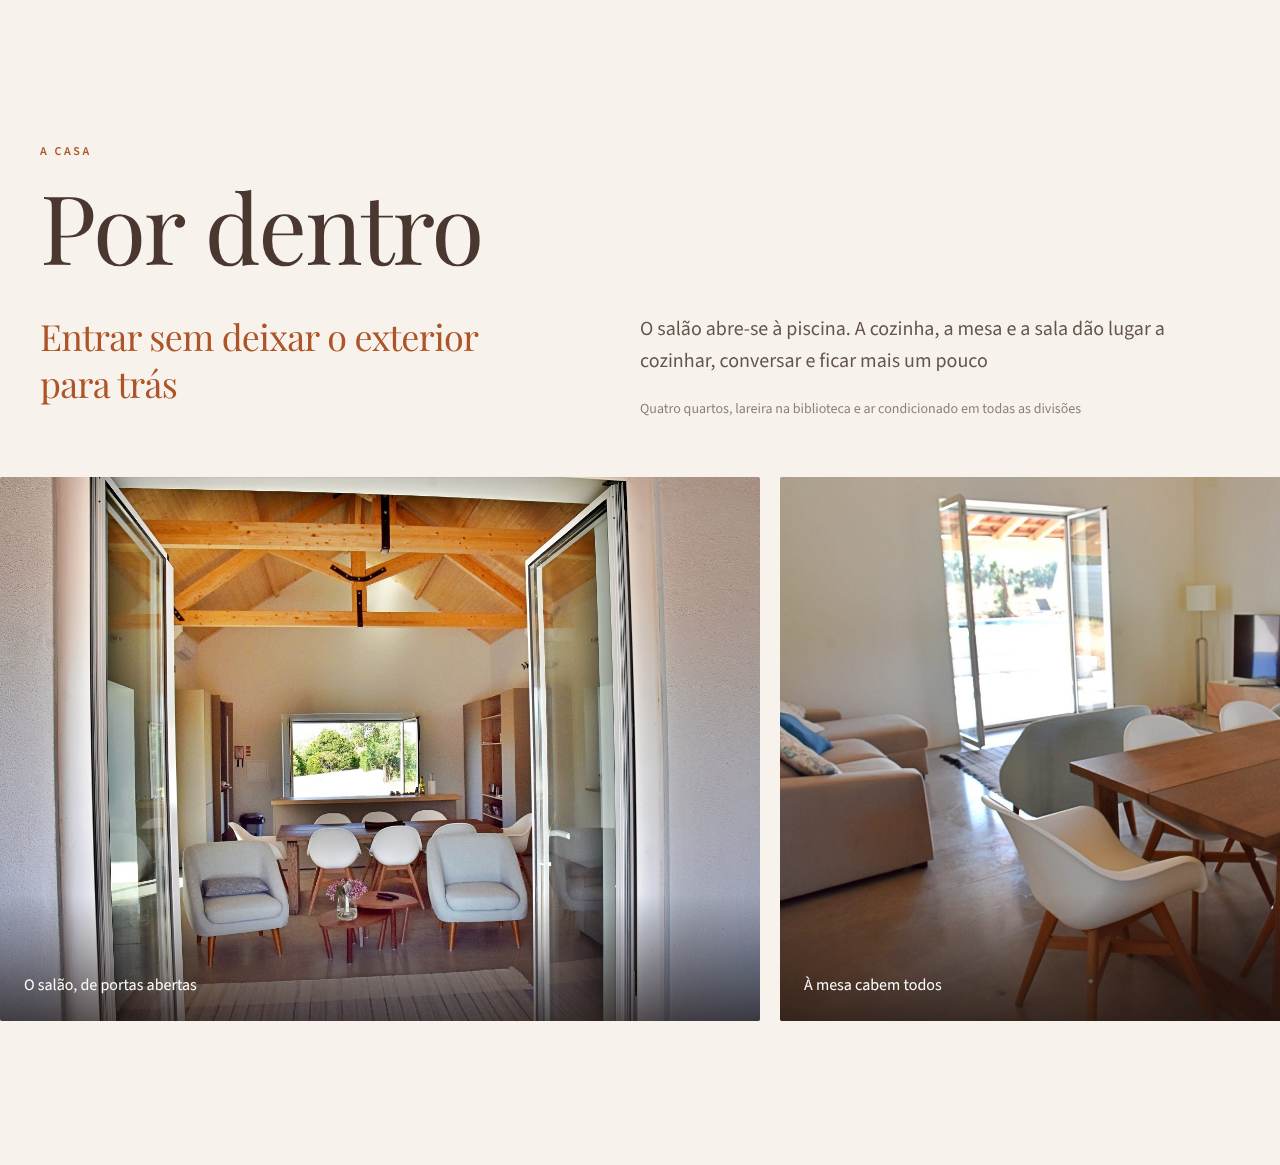 A CASA
Por dentro
Entrar sem deixar o exterior
para trás
O salão abre-se à piscina. A cozinha, a mesa e a sala dão lugar a
cozinhar, conversar e ficar mais um pouco
Quatro quartos, lareira na biblioteca e ar condicionado em todas as divisões
O salão, de portas abertas
À mesa cabem todos